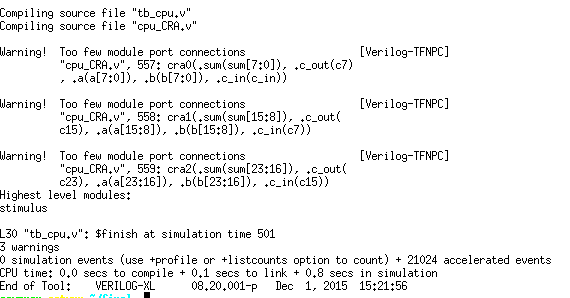 Compiling source file "tb_cpu.v"
Compiling source file "cpu_CRA.v"
Warning!  Too few module port connections                [Verilog-TFNPC]
"cpu_CRA.v", 557: cra0(.sum(sum[7:0]), .c_out(c7)
, .a(a[7:0]), .b(b[7:0]), .c_in(c_in))
Warning!  Too few module port connections                [Verilog-TFNPC]
"cpu_CRA.v", 558: cra1(.sum(sum[15:8]), .c_out(
c15), .a(a[15:8]), .b(b[15:8]), .c_in(c7))
Warning!  Too few module port connections                [Verilog-TFNPC]
"cpu_CRA.v", 559: cra2(.sum(sum[23:16]), .c_out(
c23), .a(a[23:16]), .b(b[23:16]), .c_in(c15))
Highest level modules:
stimulus
L30 "tb_cpu.v": $finish at simulation time 501
3 warnings
0 simulation events (use +profile or +listcounts option to count) + 21024 accelerated events
CPU time: 0.0 secs to compile + 0.1 secs to link + 0.8 secs in simulation
End of Tool:   VERILOG-XL     08.20.001-p   Dec  1, 2015 15:21:56